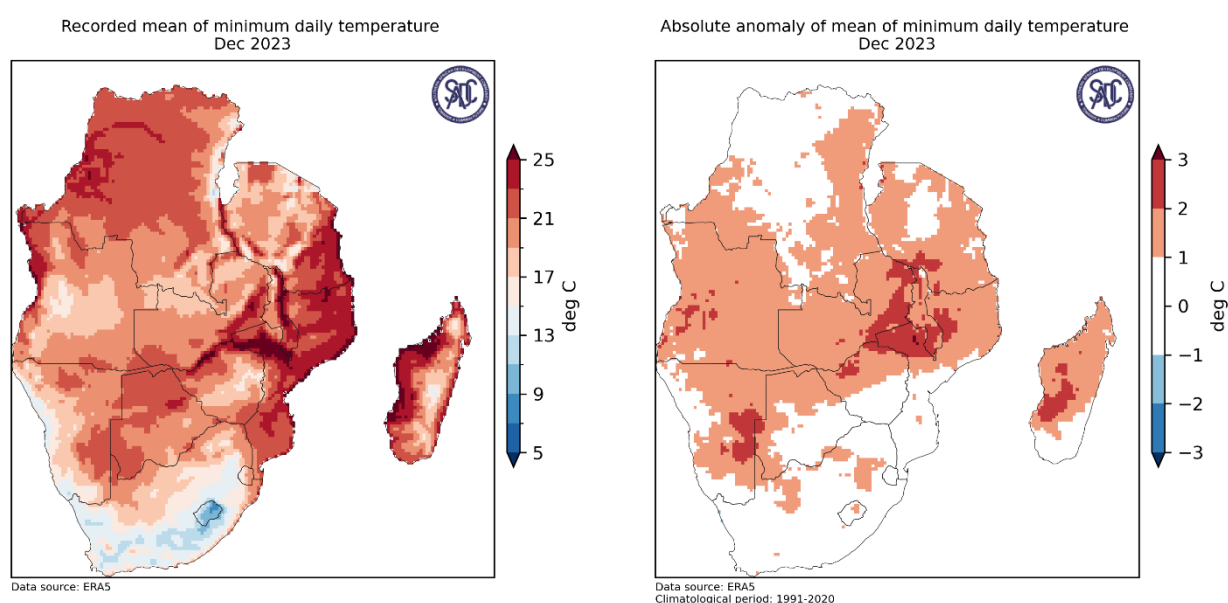 Recorded mean of minimum daily temperature
Dec 2023
SADC
25
21
17
13
9
5
deg C
Data source: ERA5
Absolute anomaly of mean of minimum daily temperature
Dec 2023
SADC
3
2
1
0
−1
−2
−3
deg C
Data source: ERA5
Climatological period: 1991-2020